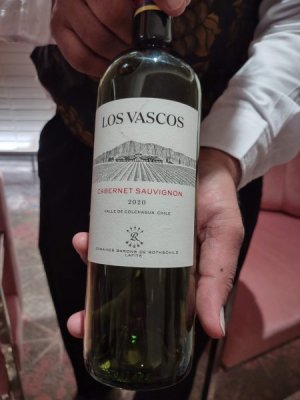 LOS VASCOS
CABERNET SAUVIGNON
2020
VALLE DE COLCHAGUA, CHILE
R
DOMAINES BARONS DE ROTHSCHILD
LAFITE